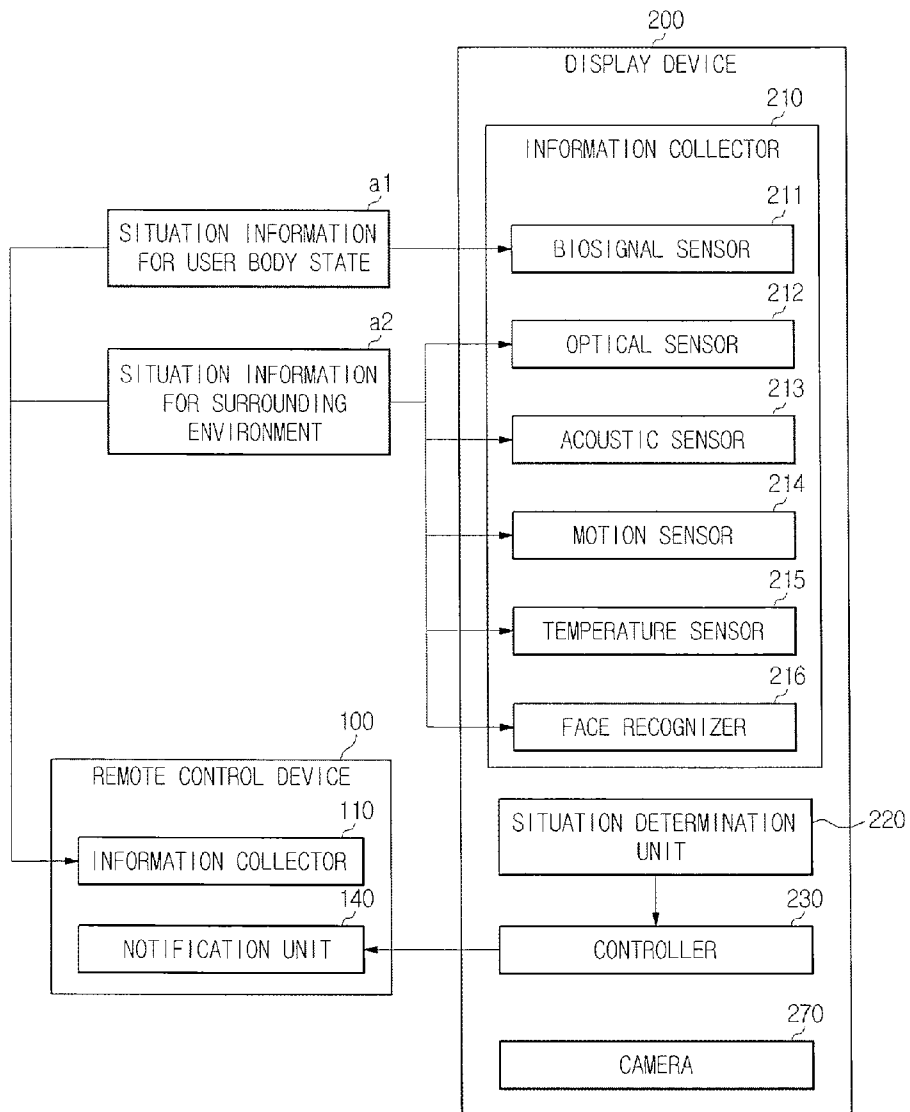 200
DISPLAY DEVICE
210
INFORMATION COLLECTOR
a1
SITUATION INFORMATION
FOR USER BODY STATE
211
BIOSIGNAL SENSOR
a2
SITUATION INFORMATION
FOR SURROUNDING
ENVIRONMENT
212
OPTICAL SENSOR
213
ACOUSTIC SENSOR
214
MOTION SENSOR
215
TEMPERATURE SENSOR
216
FACE RECOGNIZER
100
REMOTE CONTROL DEVICE
110
INFORMATION COLLECTOR
140
NOTIFICATION UNIT
SITUATION DETERMINATION
UNIT
220
230
CONTROLLER
270
CAMERA